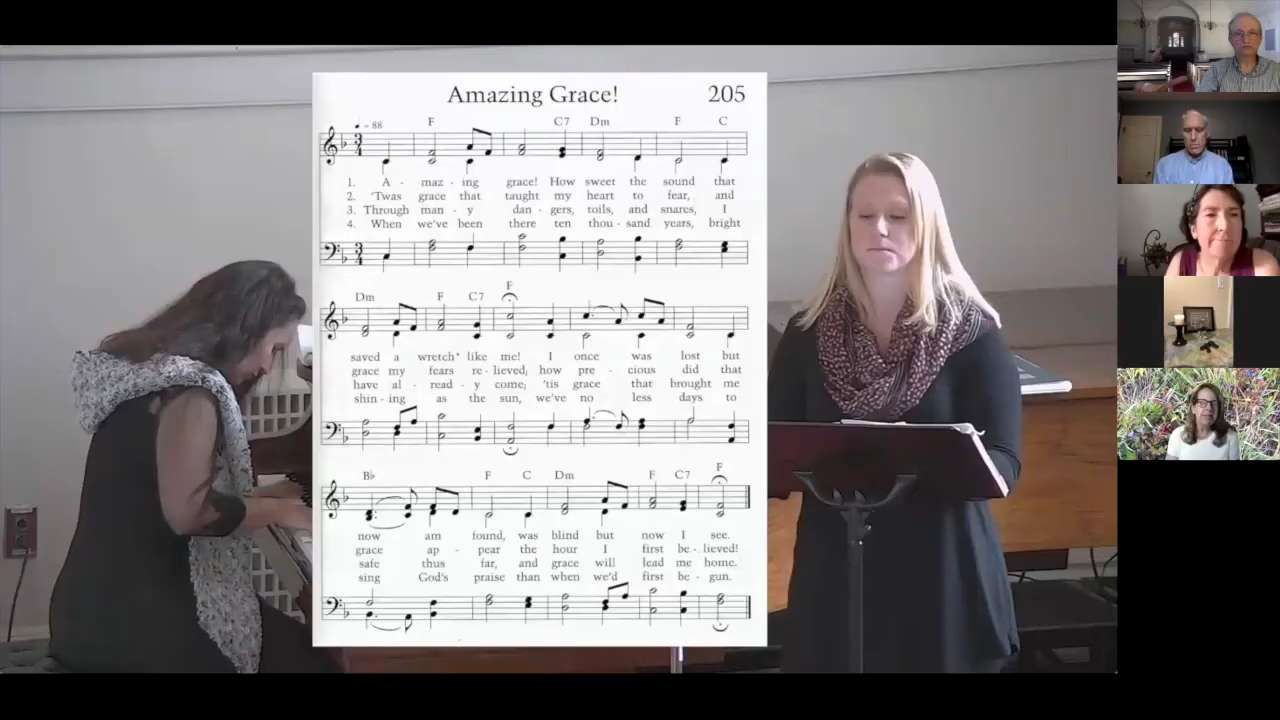 Amazing Grace! 205
♩ = 88
F C7 Dm F C
1. A - maz - ing grace! How sweet the sound that
2. 'Twas grace that taught my heart to fear, and
3. Through man - y dan - gers, toils, and snares, I
4. When we've been there ten thou - sand years, bright
Dm F C7 F
saved a wretch* like me! I once was lost but
grace my fears re - lieved; how pre - cious did that
have al - read - y come; 'tis grace that brought me
shin - ing as the sun, we've no less days to
B♭ F C Dm F C7 F
now am found, was blind but now I see.
grace ap - pear the hour I first be - lieved!
safe thus far, and grace will lead me home.
sing God's praise than when we'd first be - gun.